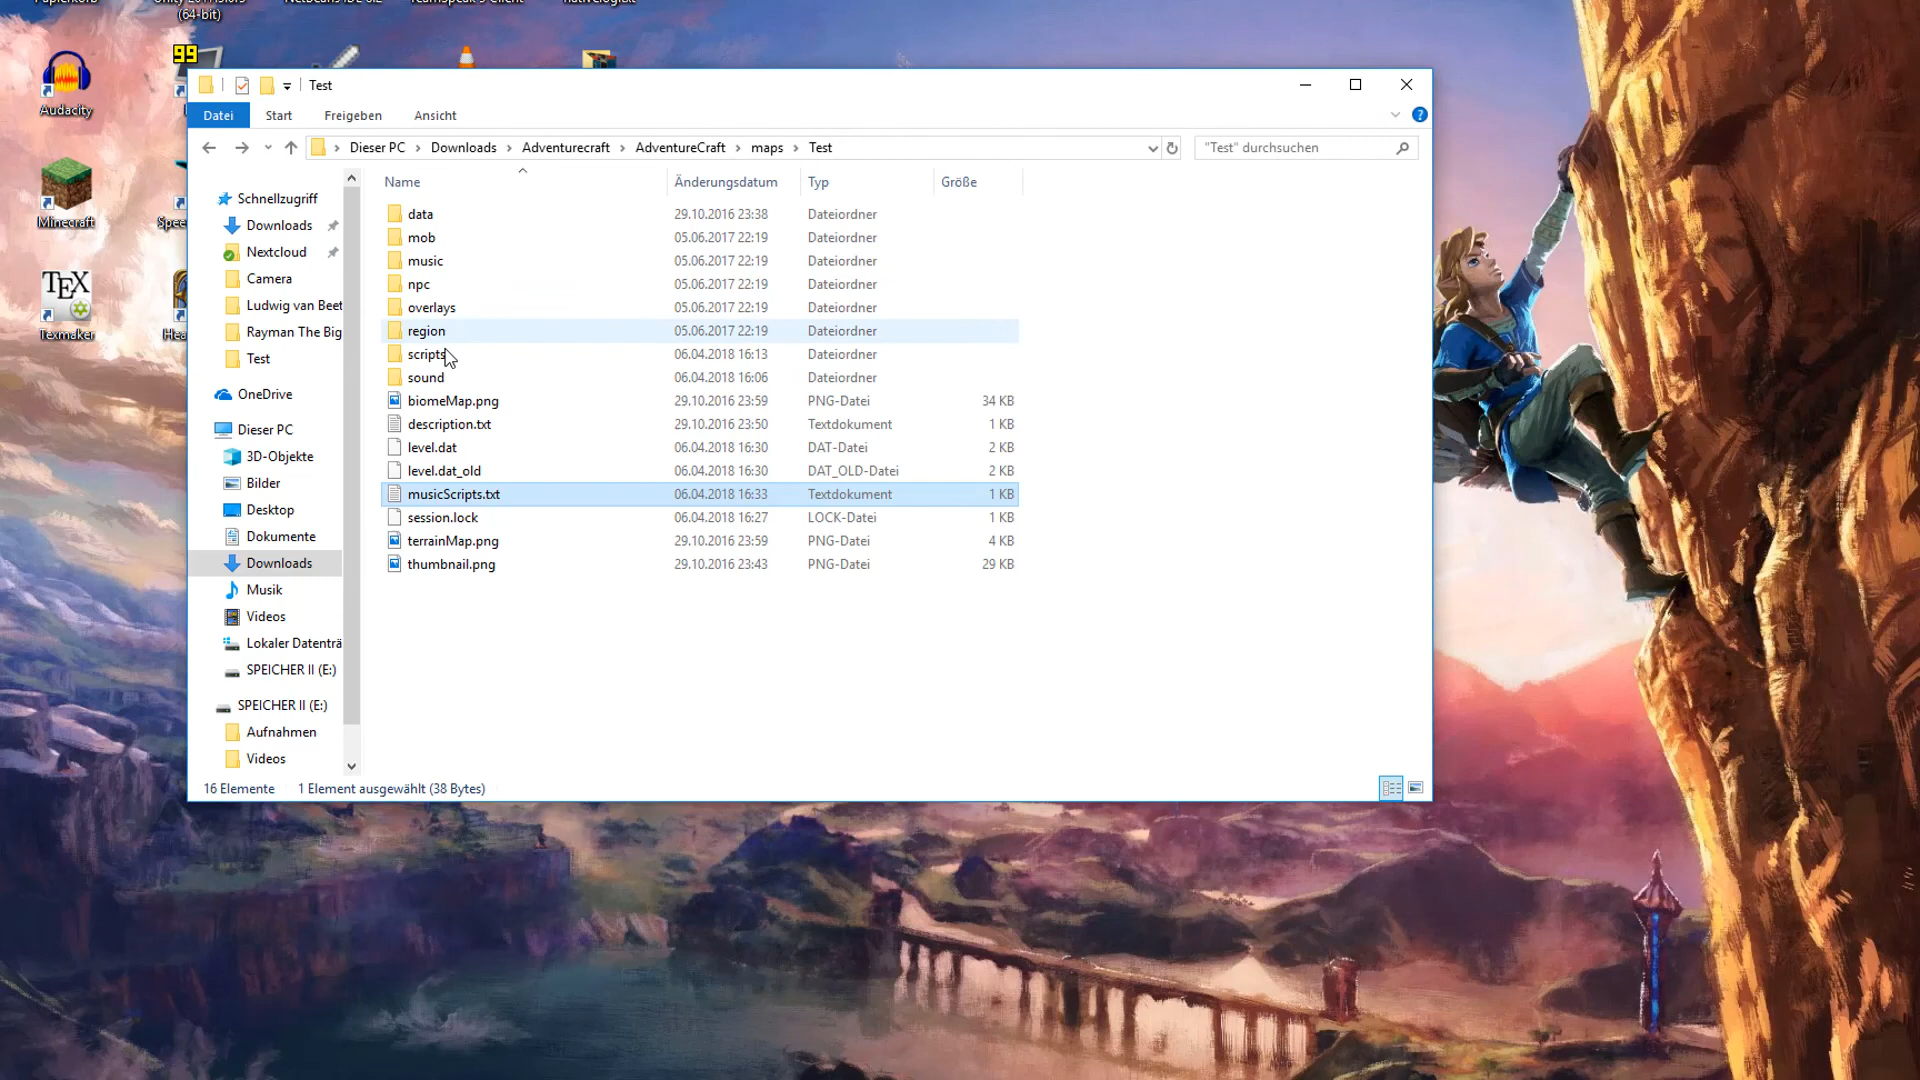 (64-bit)
99
Audacity
Minecraft
TEX
Texmaker
Test
Datei Start Freigeben Ansicht
Dieser PC Downloads Adventurecraft AdventureCraft maps Test
"Test" durchsuchen
Name Änderungsdatum Typ Größe
Schnellzugriff
Downloads
Nextcloud
Camera
Ludwig van Beet
Rayman The Big
Test
OneDrive
Dieser PC
3D-Objekte
Bilder
Desktop
Dokumente
Downloads
Musik
Videos
Lokaler Datenträ
SPEICHER II (E:)
SPEICHER II (E:)
Aufnahmen
Videos
data 29.10.2016 23:38 Dateiordner
mob 05.06.2017 22:19 Dateiordner
music 05.06.2017 22:19 Dateiordner
npc 05.06.2017 22:19 Dateiordner
overlays 05.06.2017 22:19 Dateiordner
region 05.06.2017 22:19 Dateiordner
scripts 06.04.2018 16:13 Dateiordner
sound 06.04.2018 16:06 Dateiordner
biomeMap.png 29.10.2016 23:59 PNG-Datei 34 KB
description.txt 29.10.2016 23:50 Textdokument 1 KB
level.dat 06.04.2018 16:30 DAT-Datei 2 KB
level.dat_old 06.04.2018 16:30 DAT_OLD-Datei 2 KB
musicScripts.txt 06.04.2018 16:33 Textdokument 1 KB
session.lock 06.04.2018 16:27 LOCK-Datei 1 KB
terrainMap.png 29.10.2016 23:59 PNG-Datei 4 KB
thumbnail.png 29.10.2016 23:43 PNG-Datei 29 KB
16 Elemente 1 Element ausgewählt (38 Bytes)